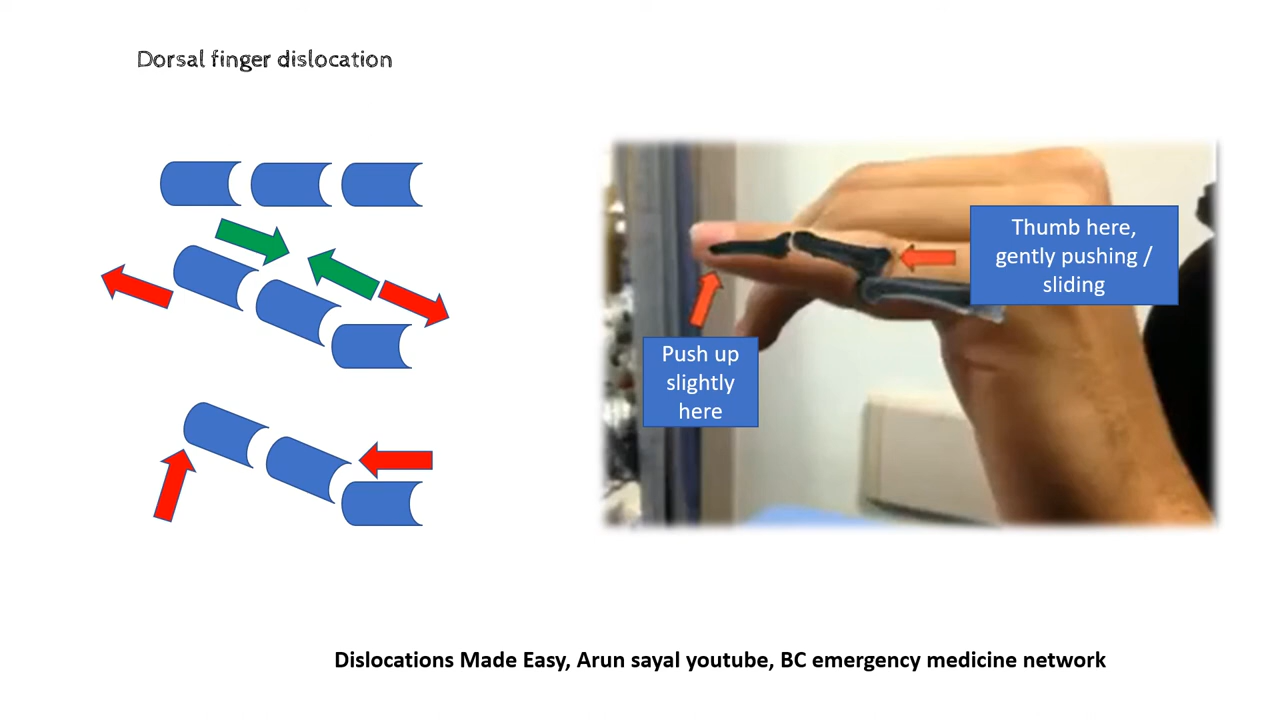 Dorsal finger dislocation
Thumb here,
gently pushing /
sliding
Push up
slightly
here
Dislocations Made Easy, Arun sayal youtube, BC emergency medicine network